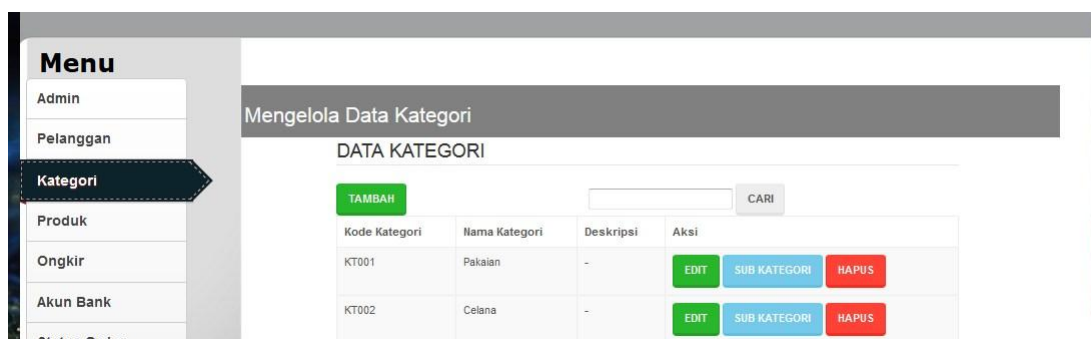 Menu
Admin
Pelanggan
Kategori
Produk
Ongkir
Akun Bank
Mengelola Data Kategori
DATA KATEGORI
TAMBAH
CARI
Kode Kategori Nama Kategori Deskripsi Aksi
KT001 Pakaian - EDIT SUB KATEGORI HAPUS
KT002 Celana - EDIT SUB KATEGORI HAPUS